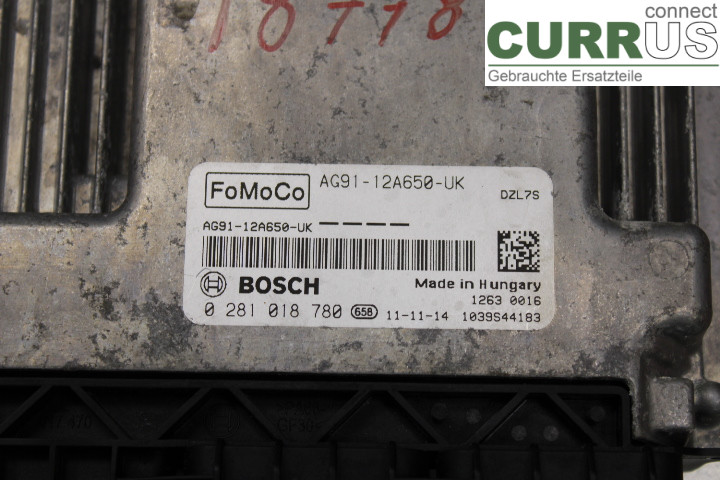 18778
connect
CURRUS
Gebrauchte Ersatzteile
FoMoCo AG91-12A650-UK DZL7S
AG91-12A650-UK ————
BOSCH Made in Hungary
1263 0016
0 281 018 780 658 11-11-14 1039S44183